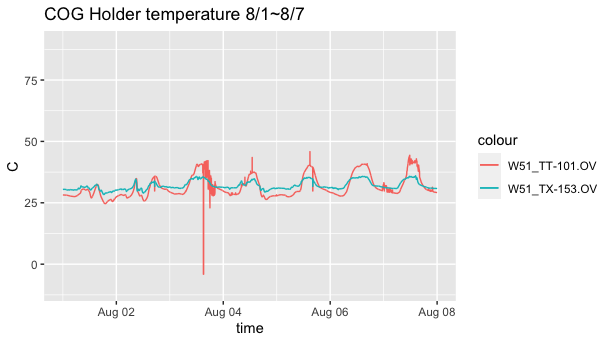 COG Holder temperature 8/1~8/7
75
50
25
0
C
Aug 02 Aug 04 Aug 06 Aug 08
time
colour
W51_TT-101.OV
W51_TX-153.OV